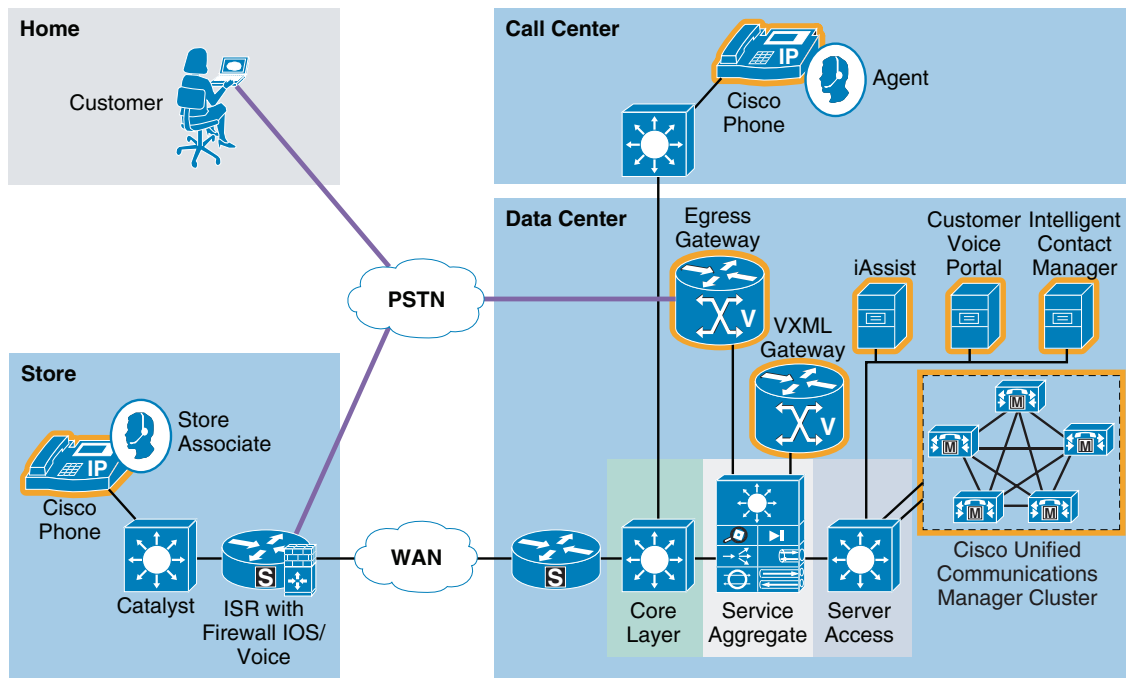 Home
Customer
Call Center
IP
Agent
Cisco
Phone
Data Center
Egress
Gateway
V
VXML
Gateway
V
iAssist
Customer
Voice
Portal
Intelligent
Contact
Manager
PSTN
Store
IP
Store
Associate
Cisco
Phone
Catalyst
S
ISR with
Firewall IOS/
Voice
WAN
S
Core
Layer
Service
Aggregate
Server
Access
M
M
M
M
M
Cisco Unified
Communications
Manager Cluster